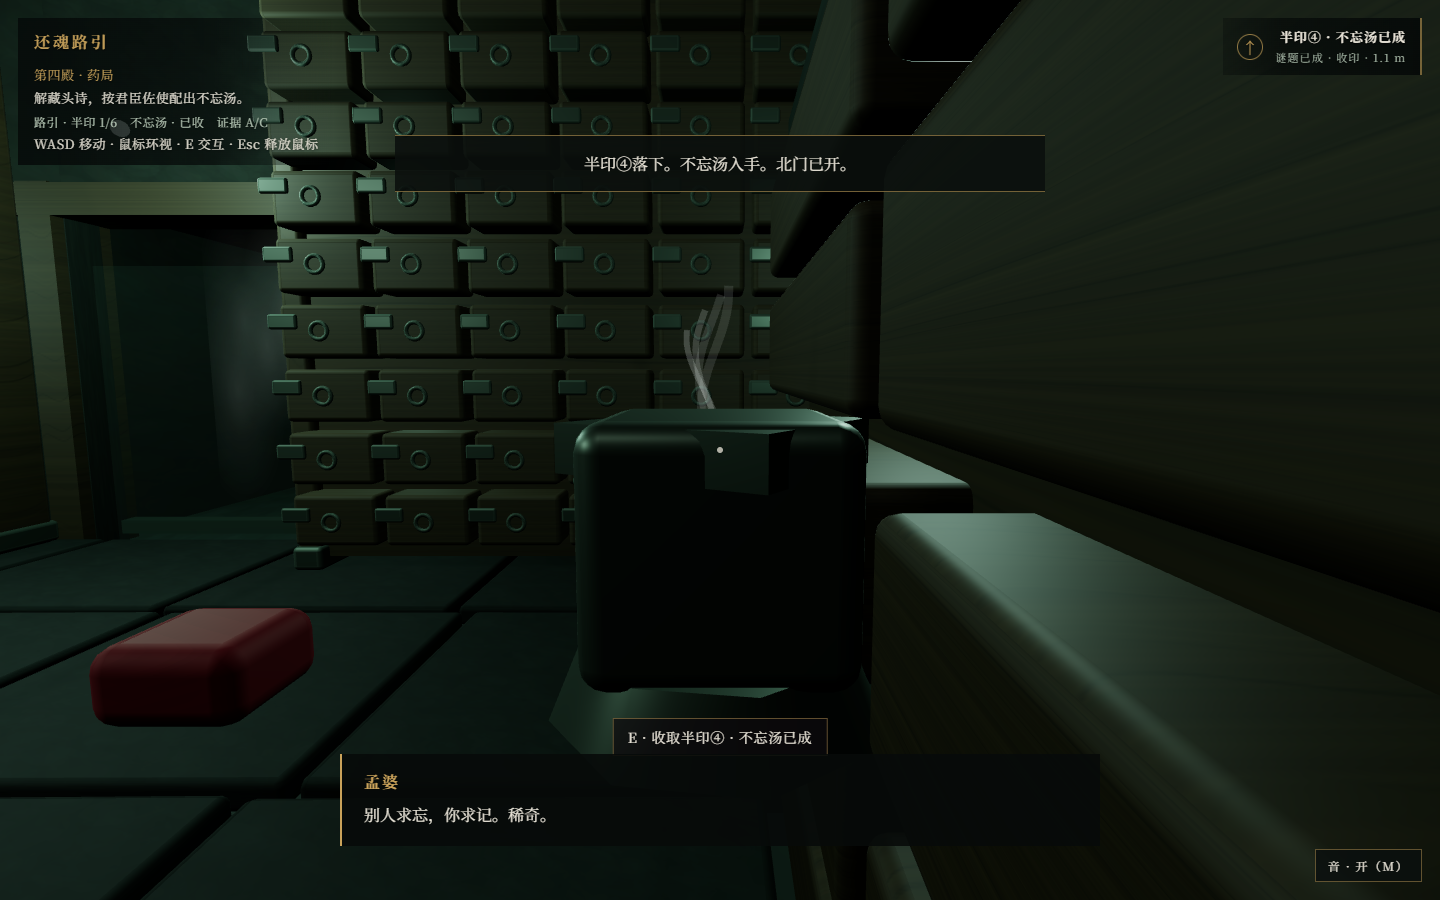 还魂路引
第四殿 · 药局
解藏头诗，按君臣佐使配出不忘汤。
路引 · 半印 1/6 不忘汤 · 已收 证据 A/C
WASD 移动 · 鼠标环视 · E 交互 · Esc 释放鼠标
半印④ · 不忘汤已成
谜题已成 · 收印 · 1.1 m
半印④落下。不忘汤入手。北门已开。
E · 收取半印④ · 不忘汤已成
孟婆
别人求忘，你求记。稀奇。
音 · 开（M）